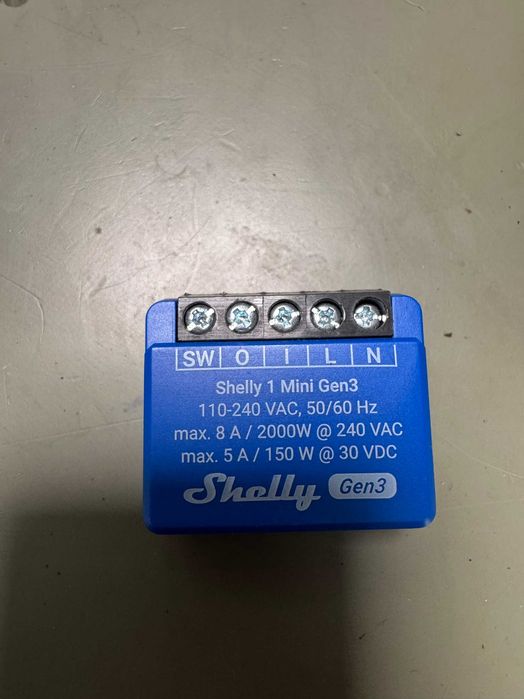 SW O I L N
Shelly 1 Mini Gen3
110-240 VAC, 50/60 Hz
max. 8 A / 2000W @ 240 VAC
max. 5 A / 150 W @ 30 VDC
Shelly Gen3